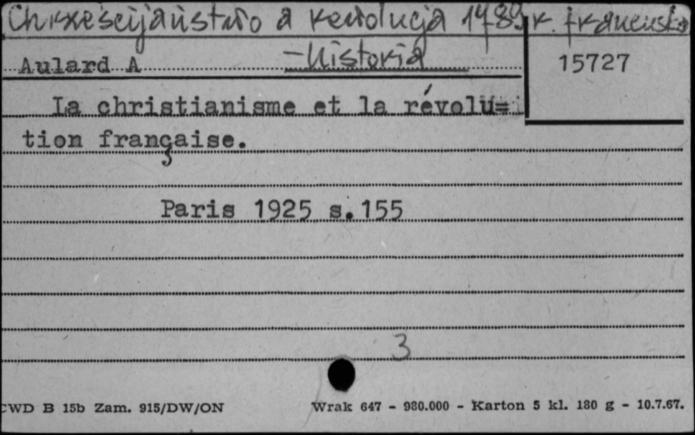 Chrześcijaństwo a rewolucja 1789 r. francuska
- Historia
Aulard A
15727
La christianisme et la révolu=
tion française.
Paris 1925 s.155
3
CWD B 15b Zam. 915/DW/ON
Wrak 647 - 980.000 - Karton 5 kl. 180 g - 10.7.67.